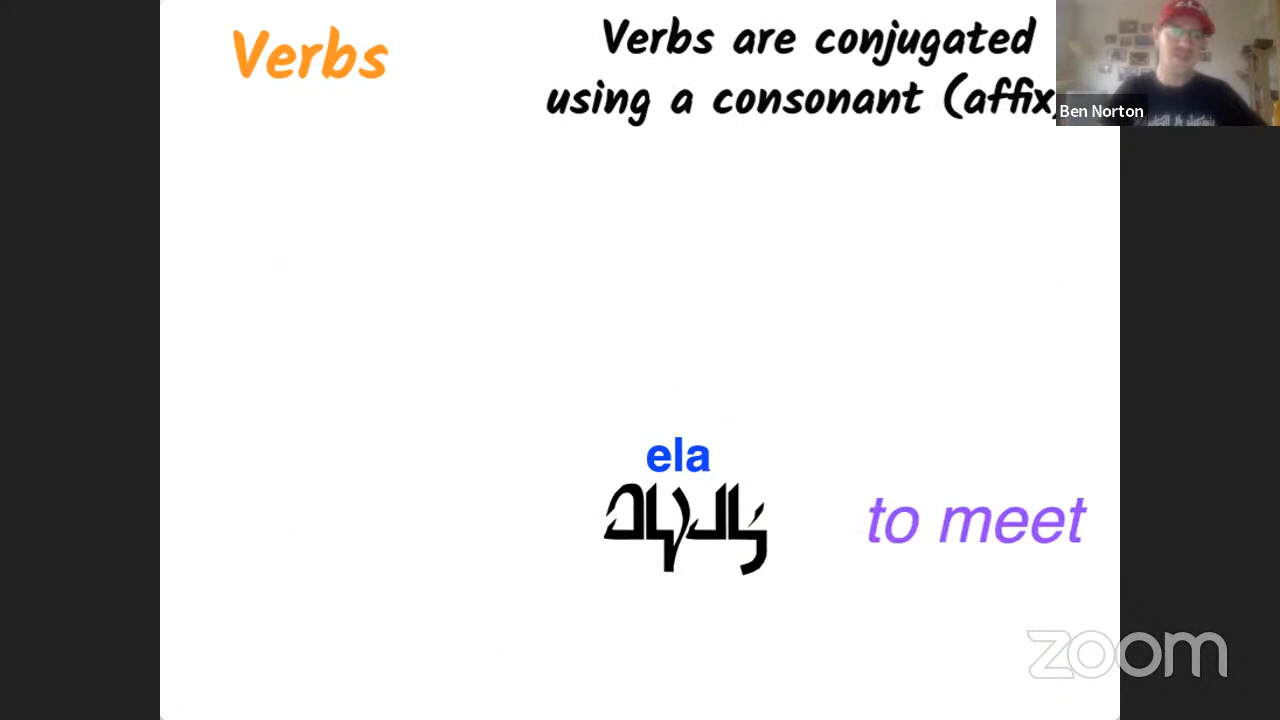 Verbs
Verbs are conjugated
using a consonant (affix)
Ben Norton
ela
to meet
zoom